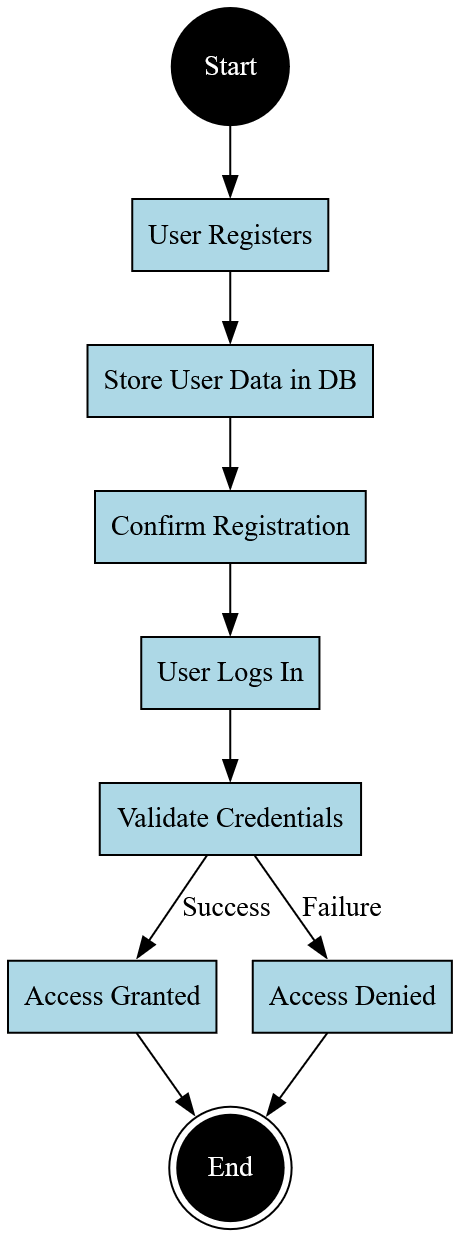 Start
User Registers
Store User Data in DB
Confirm Registration
User Logs In
Validate Credentials
Success
Failure
Access Granted
Access Denied
End